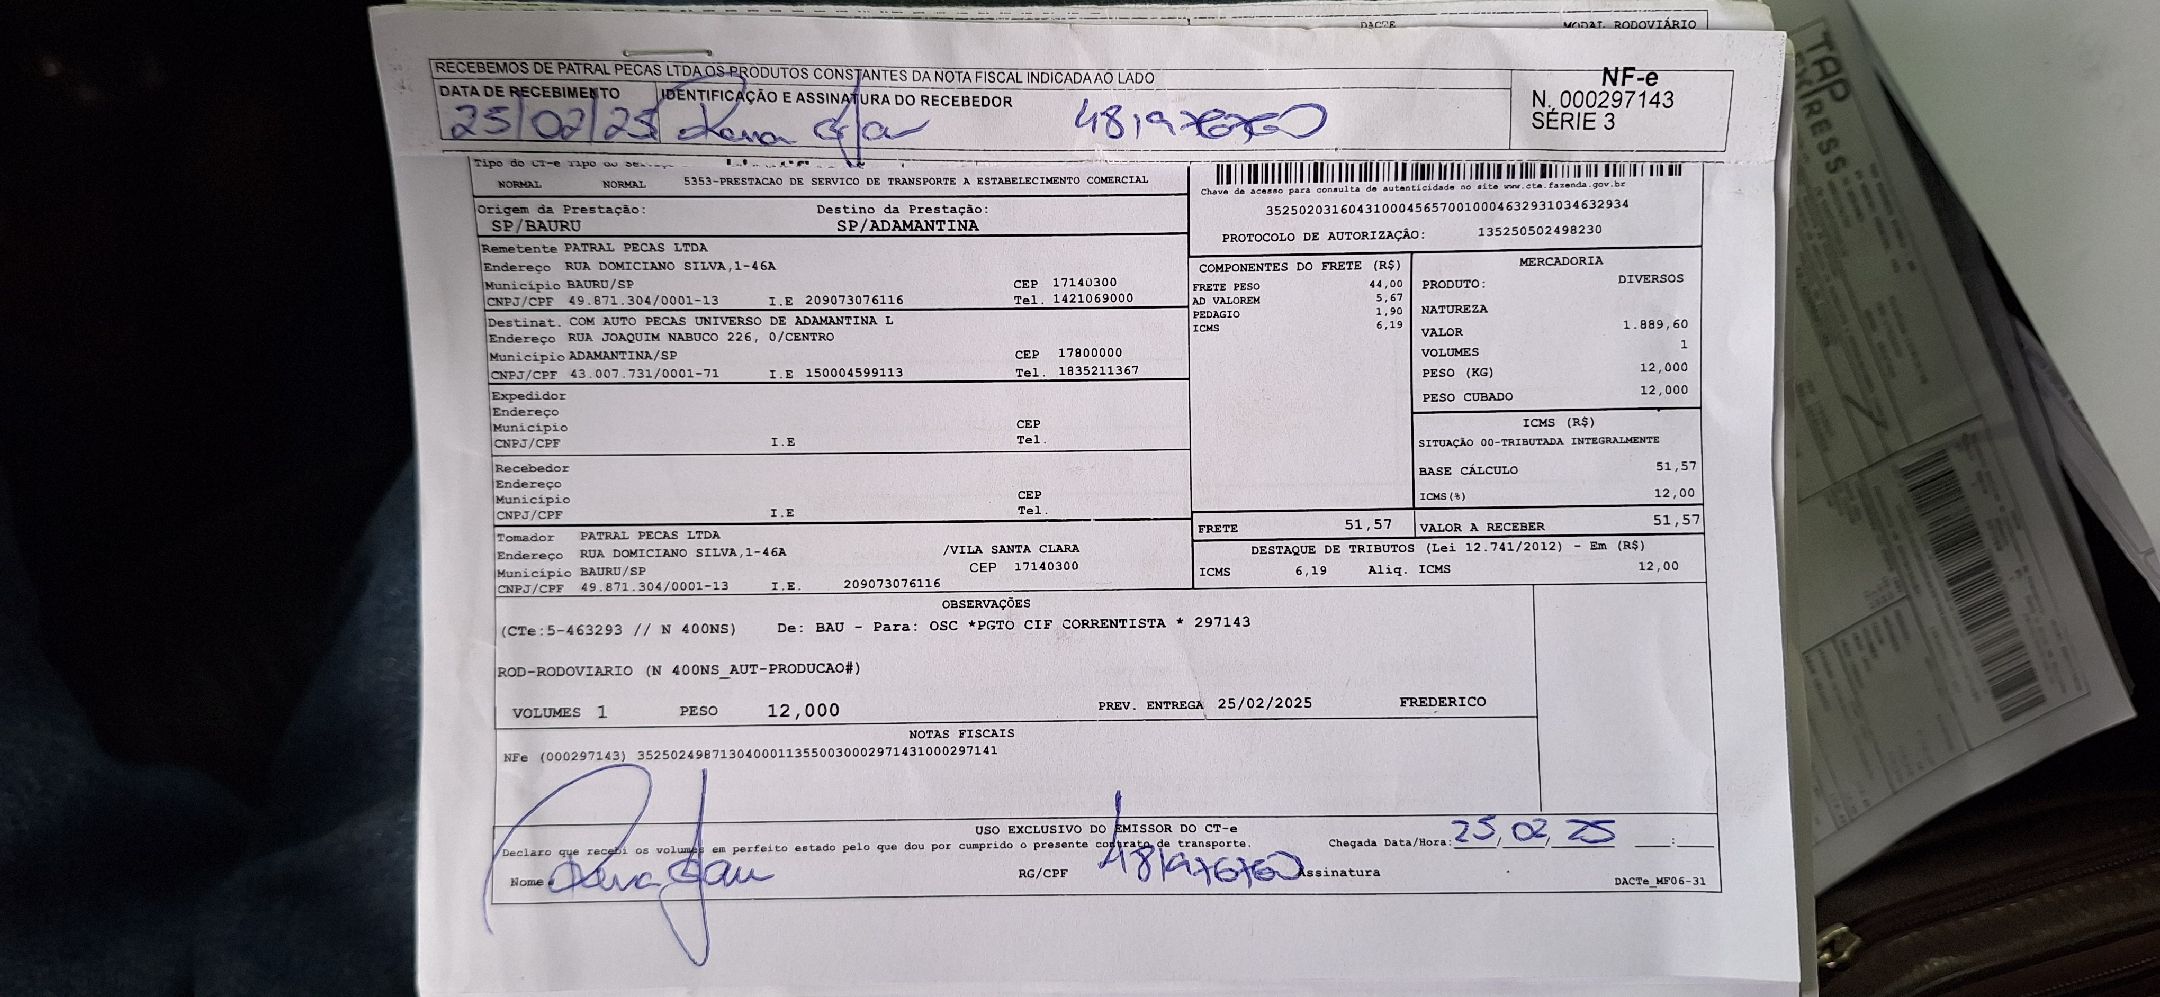 DACTE MODAL RODOVIÁRIO
RECEBEMOS DE PATRAL PECAS LTDA OS PRODUTOS CONSTANTES DA NOTA FISCAL INDICADA AO LADO
DATA DE RECEBIMENTO IDENTIFICAÇÃO E ASSINATURA DO RECEBEDOR
25/02/25
NF-e
N. 000297143
SÉRIE 3
TAP
EXPRESS
Tipo do CT-e
NORMAL NORMAL 5353-PRESTACAO DE SERVICO DE TRANSPORTE A ESTABELECIMENTO COMERCIAL
Chave de acesso para consulta de autenticidade no site www.cte.fazenda.gov.br
35250203160431000456570010004632931034632934
PROTOCOLO DE AUTORIZAÇÃO: 135250502498230
Origem da Prestação: Destino da Prestação:
SP/BAURU SP/ADAMANTINA
Remetente PATRAL PECAS LTDA
Endereço RUA DOMICIANO SILVA,1-46A
Município BAURU/SP CEP 17140300
CNPJ/CPF 49.871.304/0001-13 I.E 209073076116 Tel. 1421069000
Destinat. COM AUTO PECAS UNIVERSO DE ADAMANTINA L
Endereço RUA JOAQUIM NABUCO 226, 0/CENTRO
Município ADAMANTINA/SP CEP 17800000
CNPJ/CPF 43.007.731/0001-71 I.E 150004599113 Tel. 1835211367
Expedidor
Endereço
Município CEP
CNPJ/CPF I.E Tel.
Recebedor
Endereço
Município CEP
CNPJ/CPF I.E Tel.
Tomador PATRAL PECAS LTDA
Endereço RUA DOMICIANO SILVA,1-46A /VILA SANTA CLARA
Município BAURU/SP CEP 17140300
CNPJ/CPF 49.871.304/0001-13 I.E. 209073076116
COMPONENTES DO FRETE (R$)
FRETE PESO 44,00
AD VALOREM 5,67
PEDAGIO 1,90
ICMS 6,19
MERCADORIA
PRODUTO: DIVERSOS
NATUREZA
VALOR 1.889,60
VOLUMES 1
PESO (KG) 12,000
PESO CUBADO 12,000
ICMS (R$)
SITUAÇÃO 00-TRIBUTADA INTEGRALMENTE
BASE CÁLCULO 51,57
ICMS(%) 12,00
FRETE 51,57 VALOR A RECEBER 51,57
DESTAQUE DE TRIBUTOS (Lei 12.741/2012) - Em (R$)
ICMS 6,19 Aliq. ICMS 12,00
OBSERVAÇÕES
(CTe:5-463293 // N 400NS) De: BAU - Para: OSC *PGTO CIF CORRENTISTA * 297143
ROD-RODOVIARIO (N 400NS_AUT-PRODUCAO#)
VOLUMES 1 PESO 12,000 PREV. ENTREGA 25/02/2025 FREDERICO
NOTAS FISCAIS
NFe (000297143) 35250249871304000113550030002971431000297141
USO EXCLUSIVO DO EMISSOR DO CT-e
Declaro que recebi os volumes em perfeito estado pelo que dou por cumprido o presente contrato de transporte. Chegada Data/Hora: 25/02/25 __:__
Nome RG/CPF Assinatura
DACTe_MF06-31